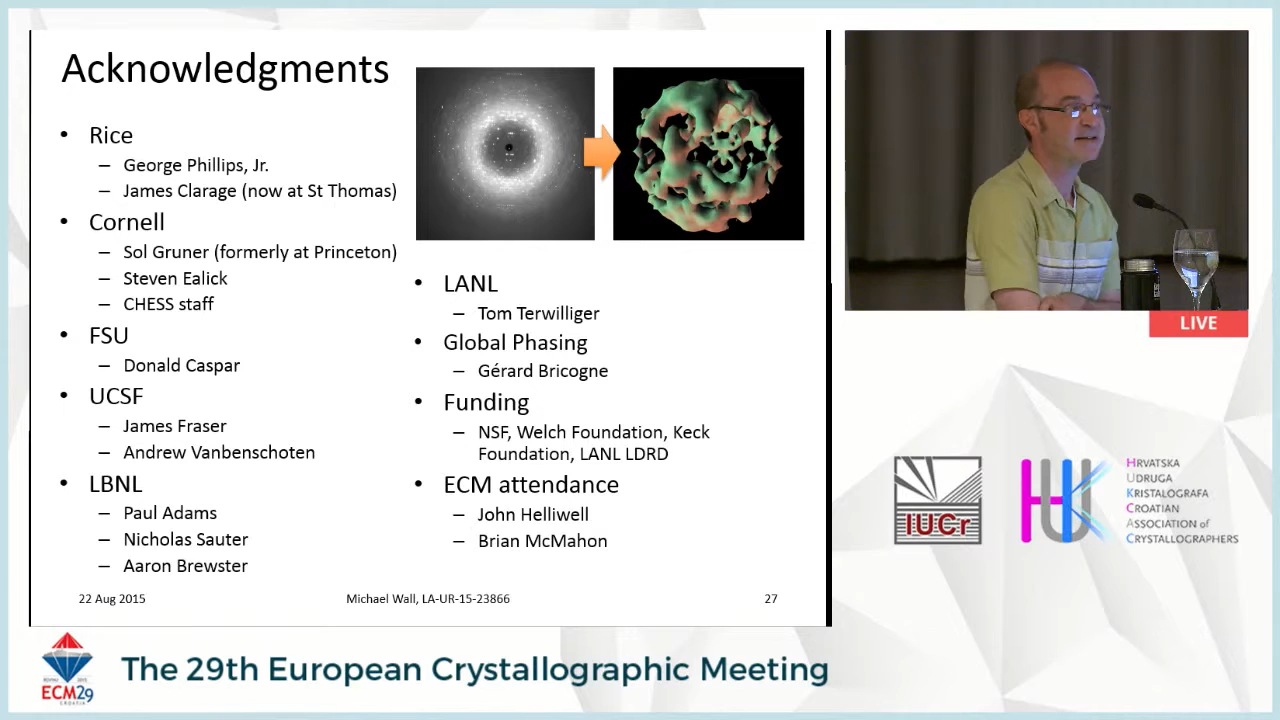 Acknowledgments
• Rice
– George Phillips, Jr.
– James Clarage (now at St Thomas)
• Cornell
– Sol Gruner (formerly at Princeton)
– Steven Ealick
– CHESS staff
• FSU
– Donald Caspar
• UCSF
– James Fraser
– Andrew Vanbenschoten
• LBNL
– Paul Adams
– Nicholas Sauter
– Aaron Brewster
• LANL
– Tom Terwilliger
• Global Phasing
– Gérard Bricogne
• Funding
– NSF, Welch Foundation, Keck
Foundation, LANL LDRD
• ECM attendance
– John Helliwell
– Brian McMahon
22 Aug 2015
Michael Wall, LA-UR-15-23866
27
LIVE
IUCr
HUK
HRVATSKA
UDRUGA
KRISTALOGRAFA
CROATIAN
ASSOCIATION of
CRYSTALLOGRAPHERS
ECM29
CROATIA
The 29th European Crystallographic Meeting